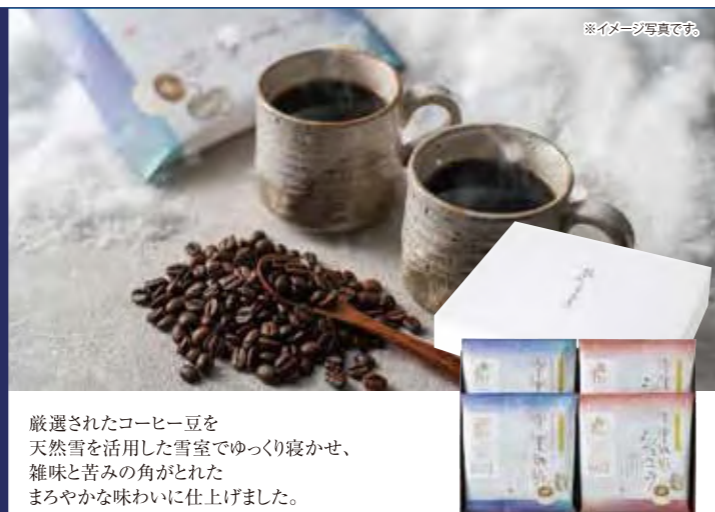 ※イメージ写真です。
厳選されたコーヒー豆を
天然雪を活用した雪室でゆっくり寝かせ、
雑味と苦みの角がとれた
まろやかな味わいに仕上げました。